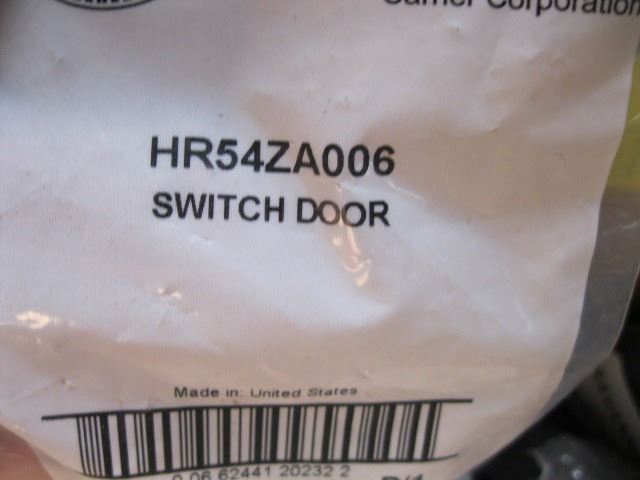 Carrier Corporation
HR54ZA006
SWITCH DOOR
Made in: United States
0 06 62441 20232 2